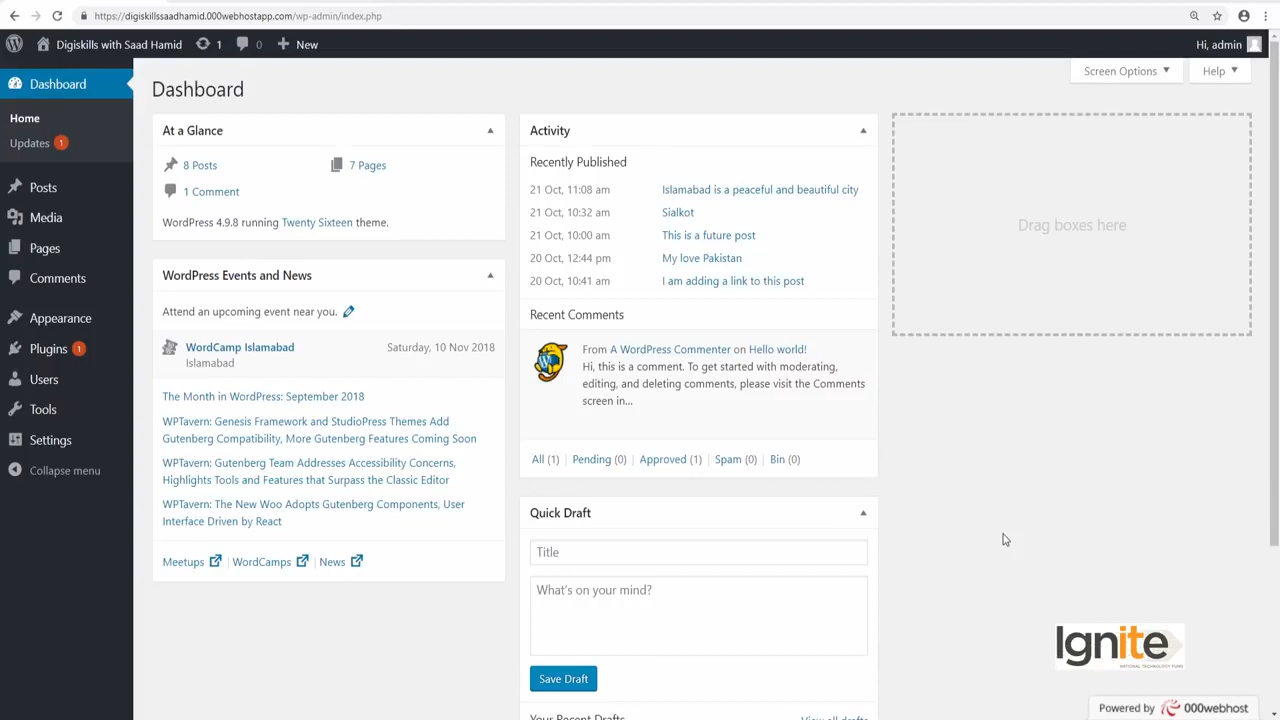 https://digiskillssaadhamid.000webhostapp.com/wp-admin/index.php
Digiskills with Saad Hamid 1 0 New Hi, admin
Dashboard
Home
Updates 1
Posts
Media
Pages
Comments
Appearance
Plugins 1
Users
Tools
Settings
Collapse menu
Screen Options Help
Dashboard
At a Glance
8 Posts 7 Pages
1 Comment
WordPress 4.9.8 running Twenty Sixteen theme.
WordPress Events and News
Attend an upcoming event near you.
WordCamp Islamabad Saturday, 10 Nov 2018
Islamabad
The Month in WordPress: September 2018
WPTavern: Genesis Framework and StudioPress Themes Add
Gutenberg Compatibility, More Gutenberg Features Coming Soon
WPTavern: Gutenberg Team Addresses Accessibility Concerns,
Highlights Tools and Features that Surpass the Classic Editor
WPTavern: The New Woo Adopts Gutenberg Components, User
Interface Driven by React
Meetups | WordCamps | News
Activity
Recently Published
21 Oct, 11:08 am Islamabad is a peaceful and beautiful city
21 Oct, 10:32 am Sialkot
21 Oct, 10:00 am This is a future post
20 Oct, 12:44 pm My love Pakistan
20 Oct, 10:41 am I am adding a link to this post
Recent Comments
From A WordPress Commenter on Hello world!
Hi, this is a comment. To get started with moderating,
editing, and deleting comments, please visit the Comments
screen in...
All (1) | Pending (0) | Approved (1) | Spam (0) | Bin (0)
Quick Draft
Title
What's on your mind?
Save Draft
Your Recent Drafts View all drafts
Drag boxes here
Ignite
NATIONAL TECHNOLOGY FUND
Powered by 000webhost